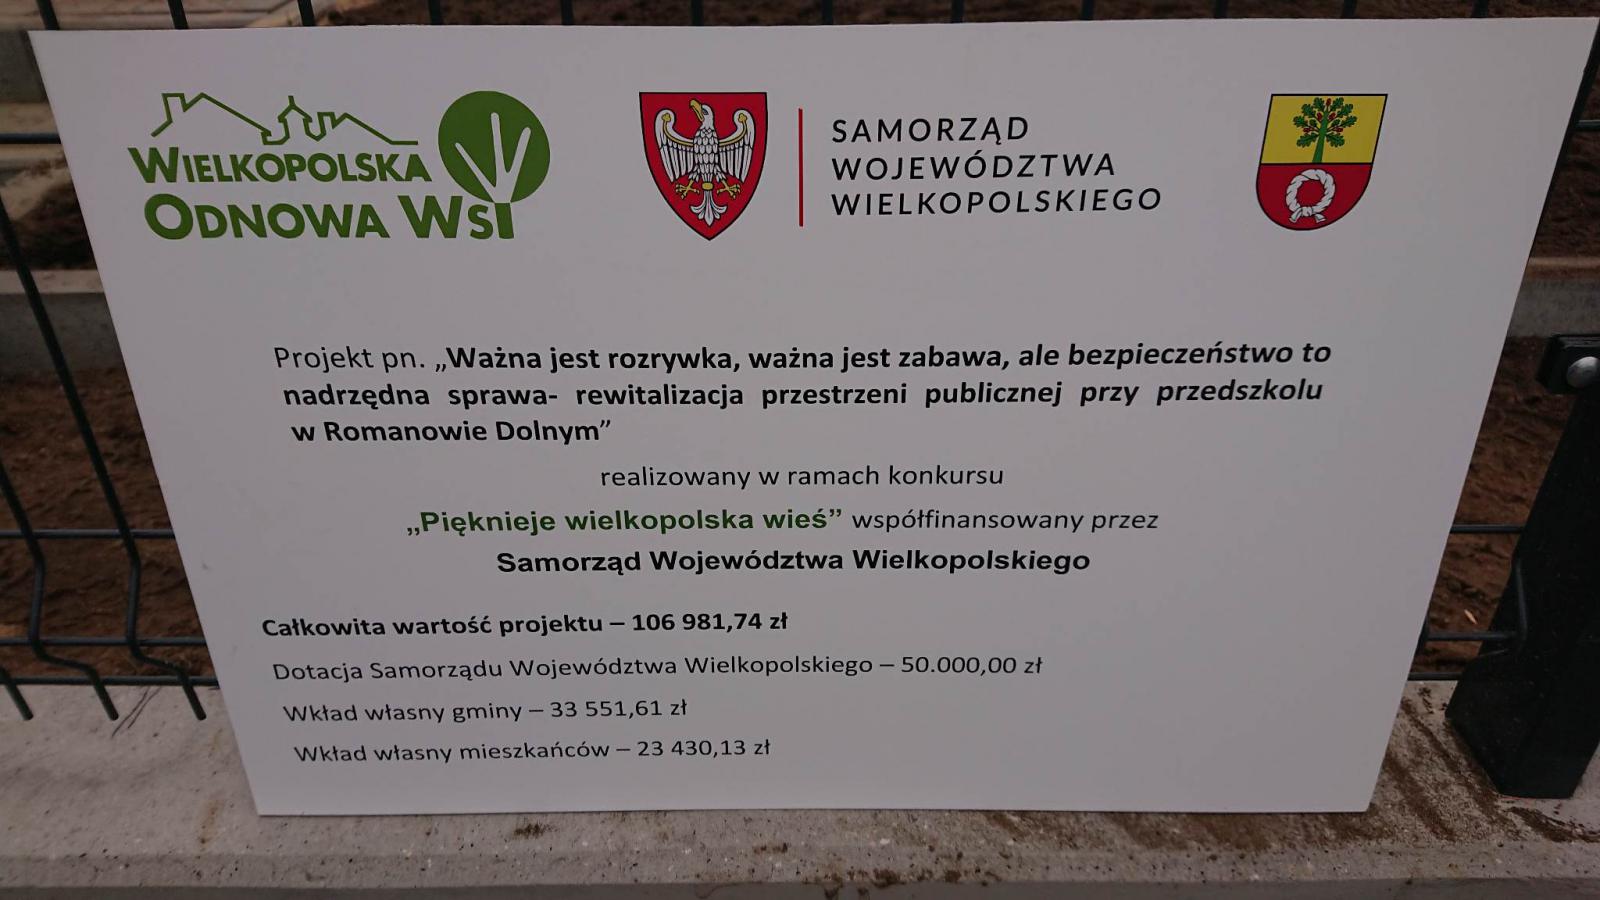 WIELKOPOLSKA
ODNOWA WSI
SAMORZĄD
WOJEWÓDZTWA
WIELKOPOLSKIEGO
Projekt pn. „Ważna jest rozrywka, ważna jest zabawa, ale bezpieczeństwo to
nadrzędna sprawa- rewitalizacja przestrzeni publicznej przy przedszkolu
w Romanowie Dolnym”
realizowany w ramach konkursu
„Pięknieje wielkopolska wieś” współfinansowany przez
Samorząd Województwa Wielkopolskiego
Całkowita wartość projektu – 106 981,74 zł
Dotacja Samorządu Województwa Wielkopolskiego – 50.000,00 zł
Wkład własny gminy – 33 551,61 zł
Wkład własny mieszkańców – 23 430,13 zł